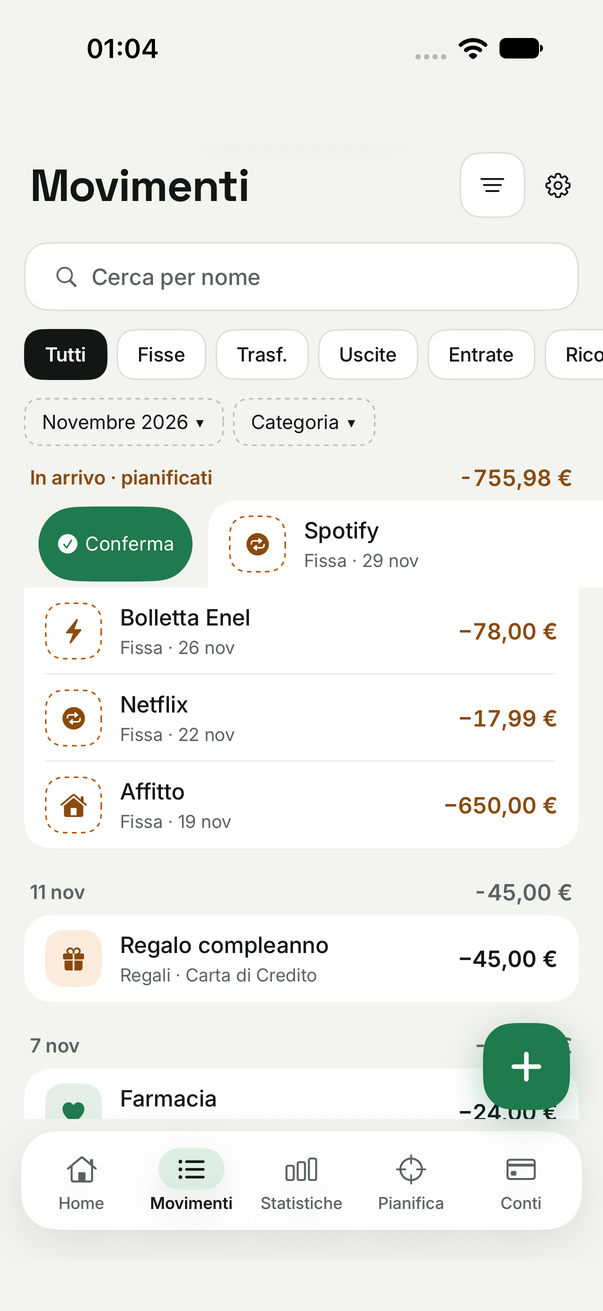 01:04
Movimenti
Cerca per nome
Tutti Fisse Trasf. Uscite Entrate Rico
Novembre 2026 ▾ Categoria ▾
In arrivo · pianificati -755,98 €
Conferma
Spotify
Fissa · 29 nov
Bolletta Enel
Fissa · 26 nov
−78,00 €
Netflix
Fissa · 22 nov
−17,99 €
Affitto
Fissa · 19 nov
−650,00 €
11 nov -45,00 €
Regalo compleanno
Regali · Carta di Credito
−45,00 €
7 nov
Farmacia
−24,00 €
Home Movimenti Statistiche Pianifica Conti